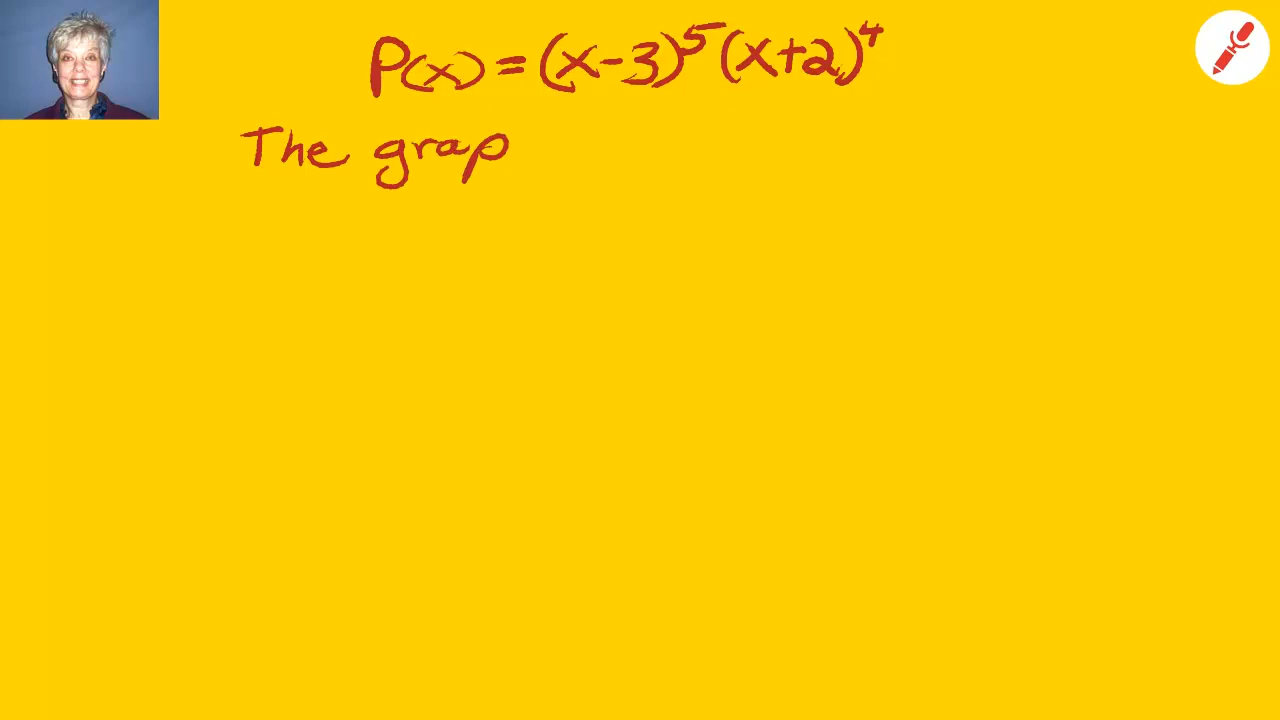 P(x) = (x-3)⁵ (x+2)⁴
The grap